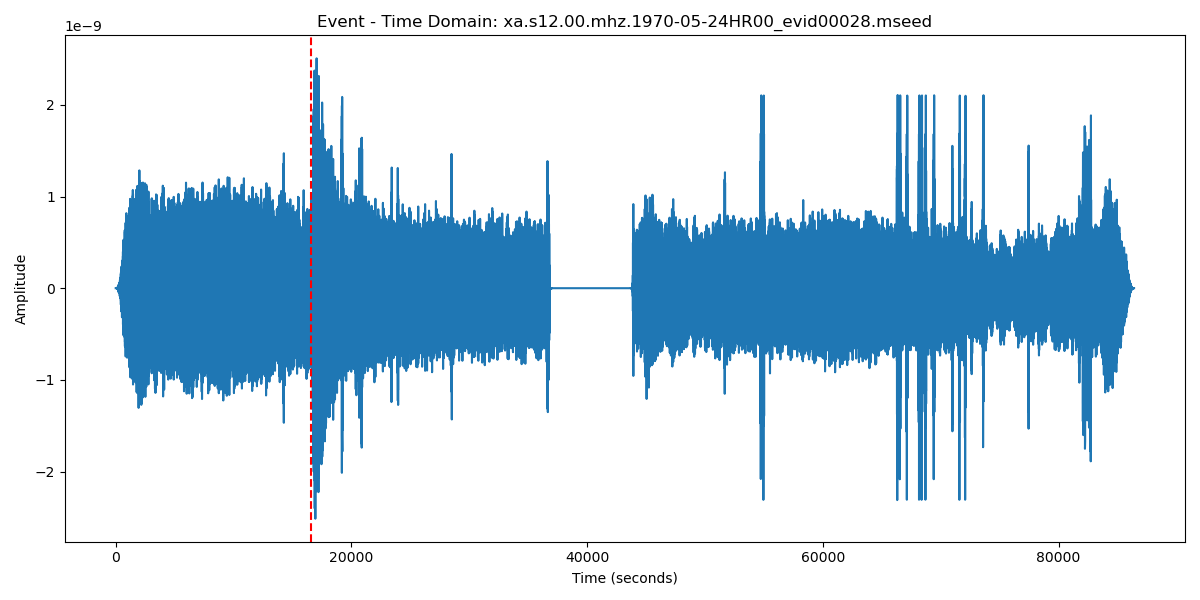 Event - Time Domain: xa.s12.00.mhz.1970-05-24HR00_evid00028.mseed
1e−9
2
1
0
−1
−2
Amplitude
0 20000 40000 60000 80000
Time (seconds)